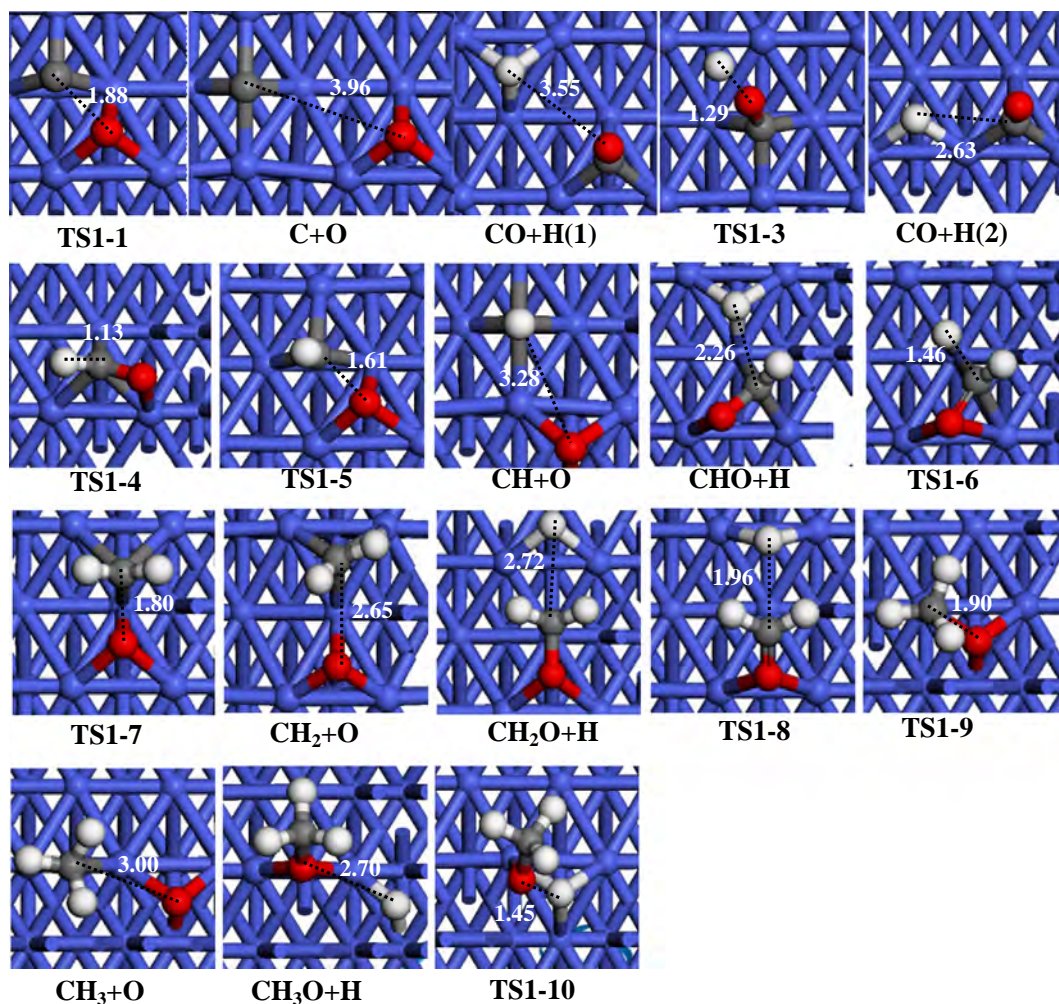 1.88
3.96
3.55
1.29
2.63
TS1-1
C+O
CO+H(1)
TS1-3
CO+H(2)
1.13
1.61
3.28
2.26
1.46
TS1-4
TS1-5
CH+O
CHO+H
TS1-6
1.80
2.65
2.72
1.96
1.90
TS1-7
CH₂+O
CH₂O+H
TS1-8
TS1-9
3.00
2.70
1.45
CH₃+O
CH₃O+H
TS1-10